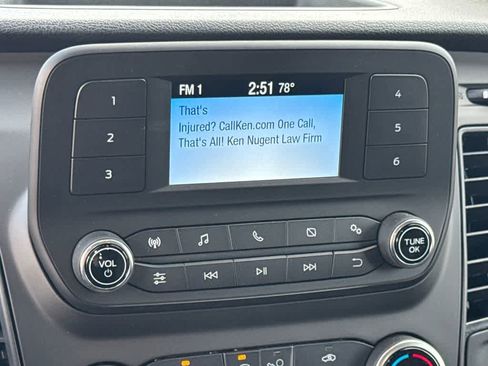 FM 1 2:51 78°
That's
Injured? CallKen.com One Call,
That's All! Ken Nugent Law Firm
1
2
3
4
5
6
VOL
TUNE
OK